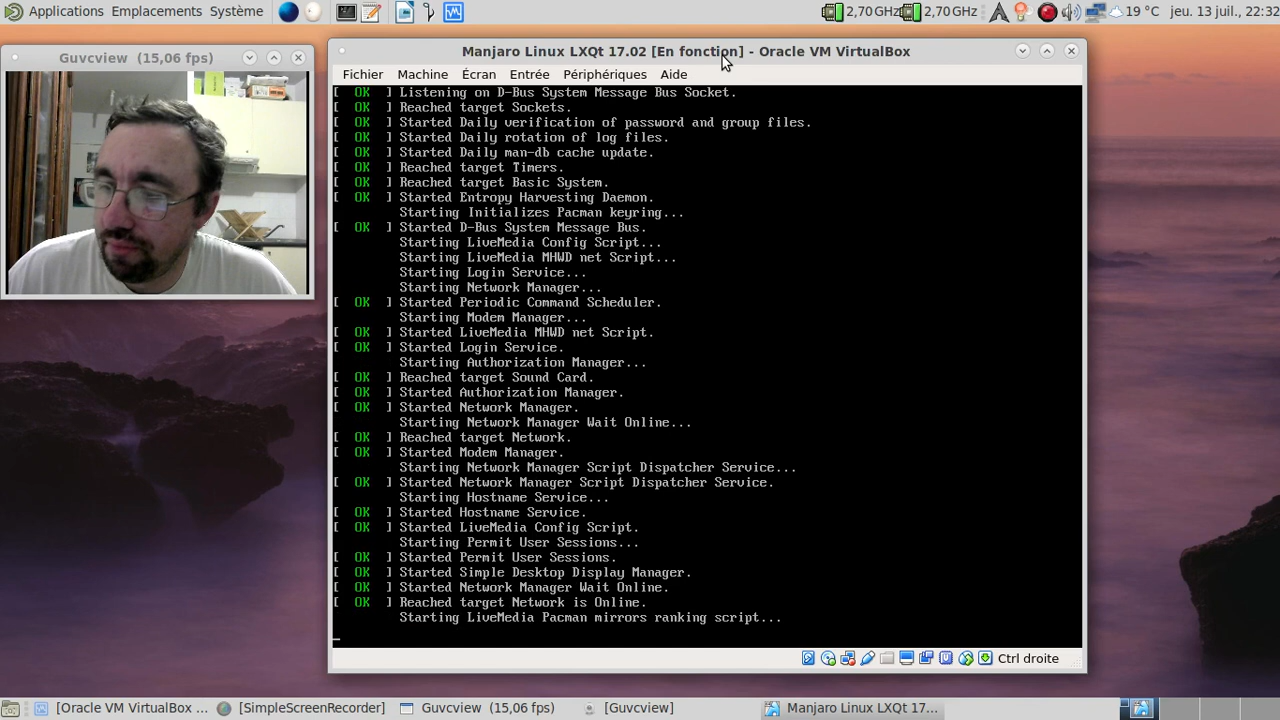 Applications Emplacements Système
2,70 GHz 2,70 GHz 19 °C jeu. 13 juil., 22:32
Guvcview (15,06 fps)
Manjaro Linux LXQt 17.02 [En fonction] - Oracle VM VirtualBox
Fichier Machine Écran Entrée Périphériques Aide
[ OK ] Listening on D-Bus System Message Bus Socket.
[ OK ] Reached target Sockets.
[ OK ] Started Daily verification of password and group files.
[ OK ] Started Daily rotation of log files.
[ OK ] Started Daily man-db cache update.
[ OK ] Reached target Timers.
[ OK ] Reached target Basic System.
[ OK ] Started Entropy Harvesting Daemon.
Starting Initializes Pacman keyring...
[ OK ] Started D-Bus System Message Bus.
Starting LiveMedia Config Script...
Starting LiveMedia MHWD net Script...
Starting Login Service...
Starting Network Manager...
[ OK ] Started Periodic Command Scheduler.
Starting Modem Manager...
[ OK ] Started LiveMedia MHWD net Script.
[ OK ] Started Login Service.
Starting Authorization Manager...
[ OK ] Reached target Sound Card.
[ OK ] Started Authorization Manager.
[ OK ] Started Network Manager.
Starting Network Manager Wait Online...
[ OK ] Reached target Network.
[ OK ] Started Modem Manager.
Starting Network Manager Script Dispatcher Service...
[ OK ] Started Network Manager Script Dispatcher Service.
Starting Hostname Service...
[ OK ] Started Hostname Service.
[ OK ] Started LiveMedia Config Script.
Starting Permit User Sessions...
[ OK ] Started Permit User Sessions.
[ OK ] Started Simple Desktop Display Manager.
[ OK ] Started Network Manager Wait Online.
[ OK ] Reached target Network is Online.
Starting LiveMedia Pacman mirrors ranking script...
Ctrl droite
[Oracle VM VirtualBox ... [SimpleScreenRecorder] Guvcview (15,06 fps) [Guvcview] Manjaro Linux LXQt 17...